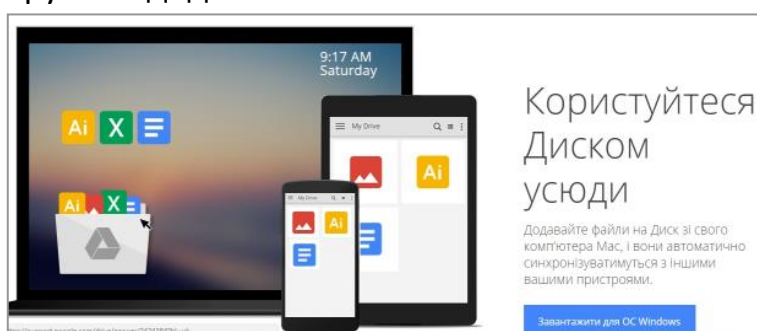 9:17 AM
Saturday
Ai
X
My Drive
Ai
Ai
X
My Drive
Ai
Користуйтеся
Диском
усюди
Додавайте файли на Диск зі свого
комп'ютера Mac, і вони автоматично
синхронізуватимуться з іншими
вашими пристроями.
Завантажити для ОС Windows